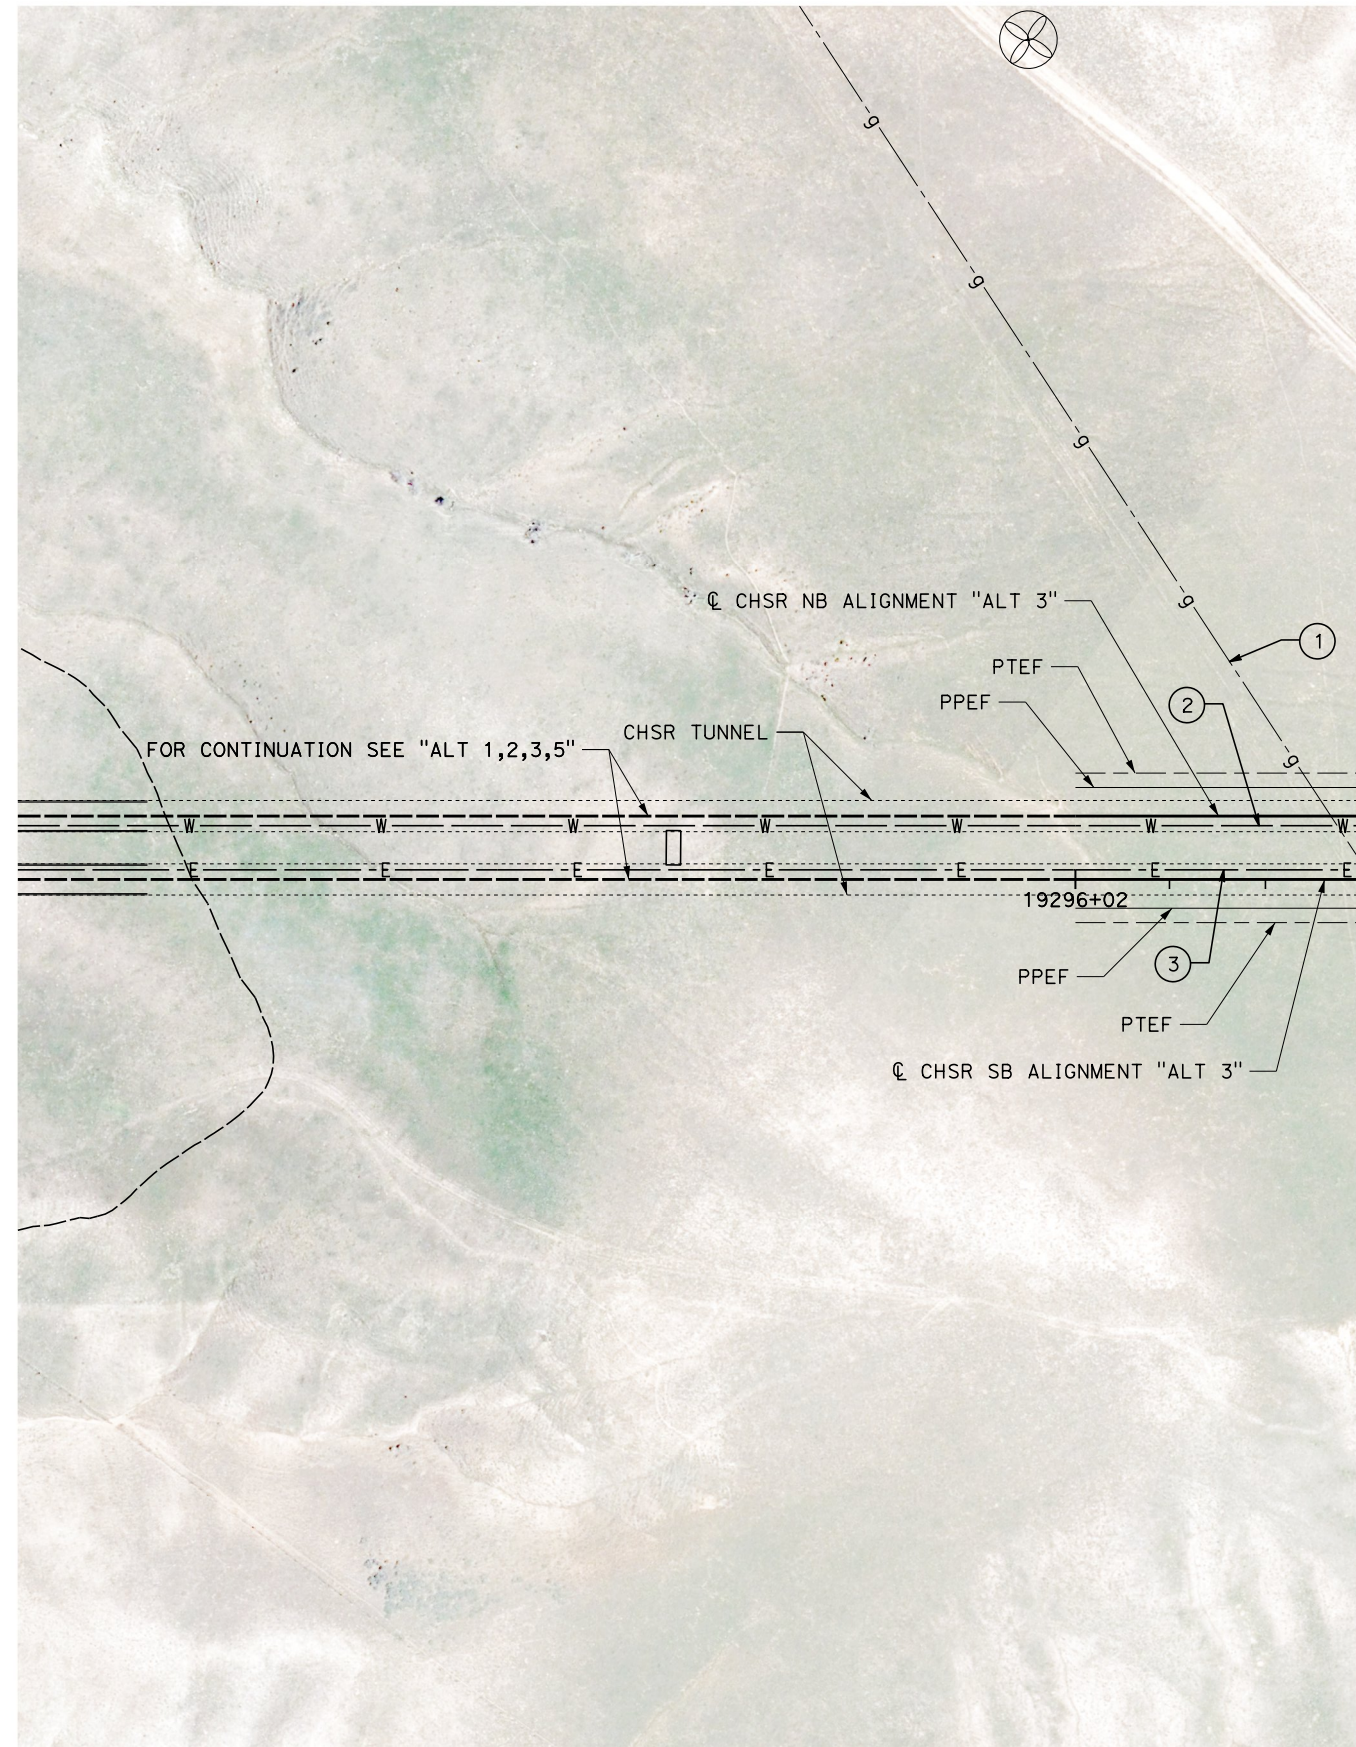 g
g
g
g
℄ CHSR NB ALIGNMENT "ALT 3"
1
PTEF
PPEF
2
CHSR TUNNEL
FOR CONTINUATION SEE "ALT 1,2,3,5"
g
W W W W W W W
E E E E E E E
19296+02
3
PPEF
PTEF
℄ CHSR SB ALIGNMENT "ALT 3"